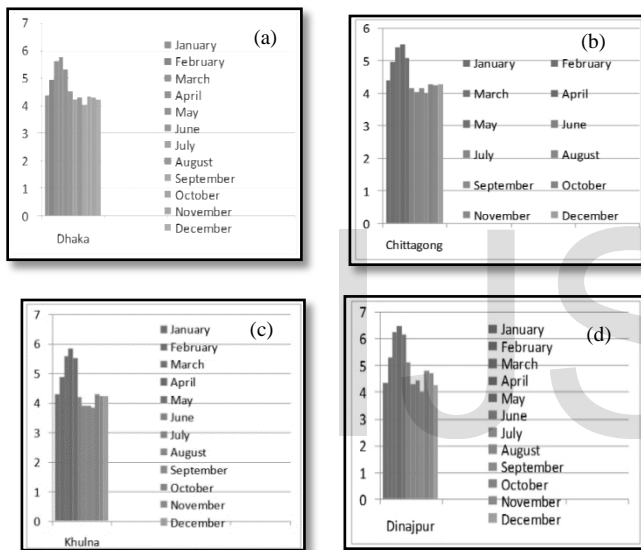 (a)
7
6
5
4
3
2
1
0
January
February
March
April
May
June
July
August
September
October
November
December
Dhaka
(b)
6
5
4
3
2
1
0
January February
March April
May June
July August
September October
November December
Chittagong
(c)
7
6
5
4
3
2
1
0
January
February
March
April
May
June
July
August
September
October
November
December
Khulna
(d)
7
6
5
4
3
2
1
0
January
February
March
April
May
June
July
August
September
October
November
December
Dinajpur
US